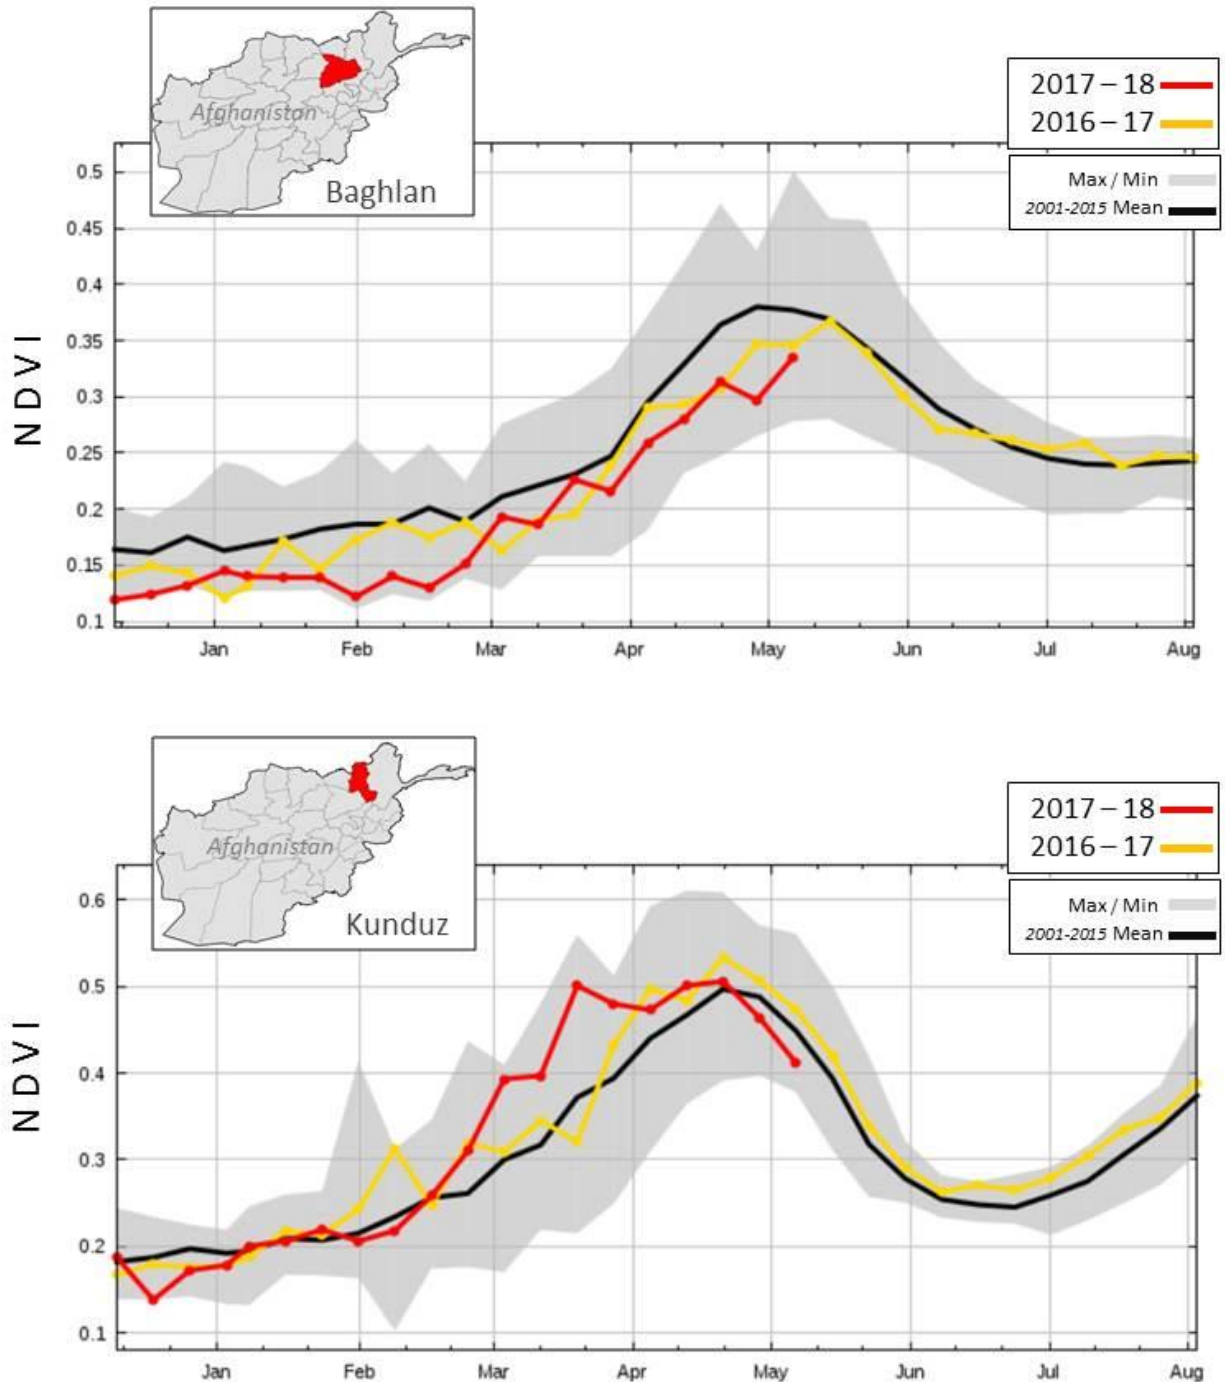 Afghanistan
Baghlan
2017 – 18
2016 – 17
Max / Min
2001-2015 Mean
NDVI
0.5
0.45
0.4
0.35
0.3
0.25
0.2
0.15
0.1
Jan Feb Mar Apr May Jun Jul Aug
Afghanistan
Kunduz
2017 – 18
2016 – 17
Max / Min
2001-2015 Mean
NDVI
0.6
0.5
0.4
0.3
0.2
0.1
Jan Feb Mar Apr May Jun Jul Aug